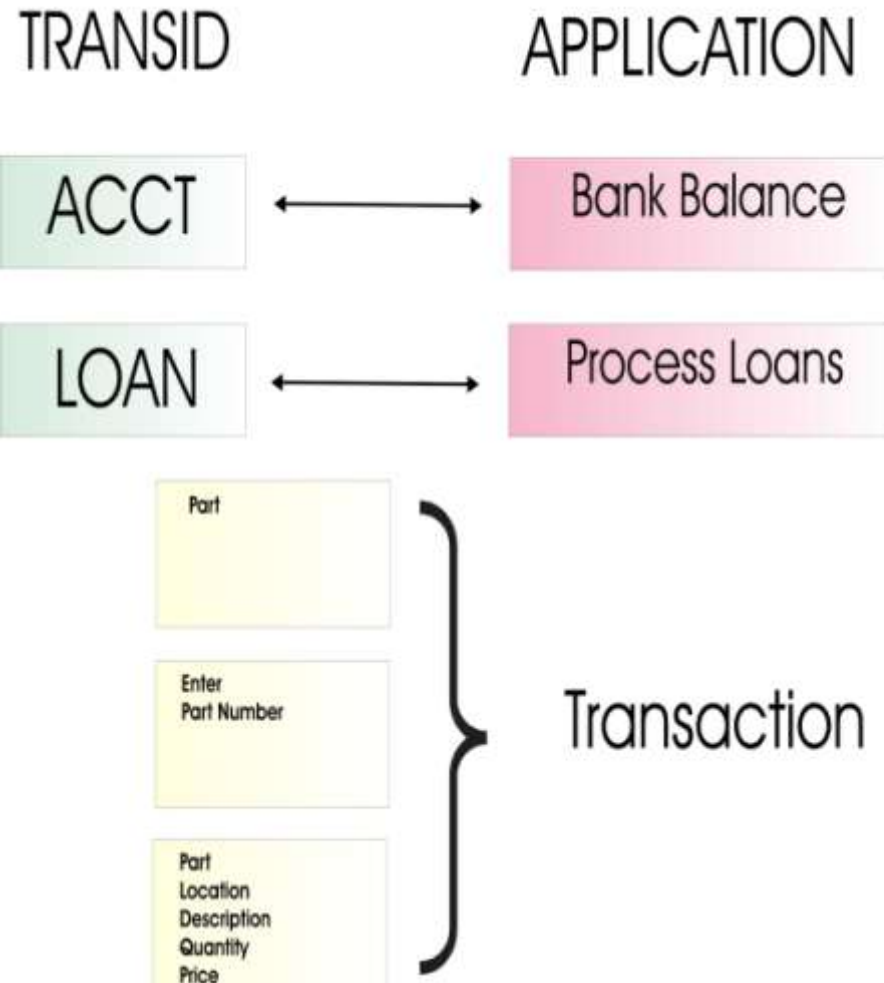 TRANSID
APPLICATION
ACCT
Bank Balance
LOAN
Process Loans
Part
Enter
Part Number
Transaction
Part
Location
Description
Quantity
Price